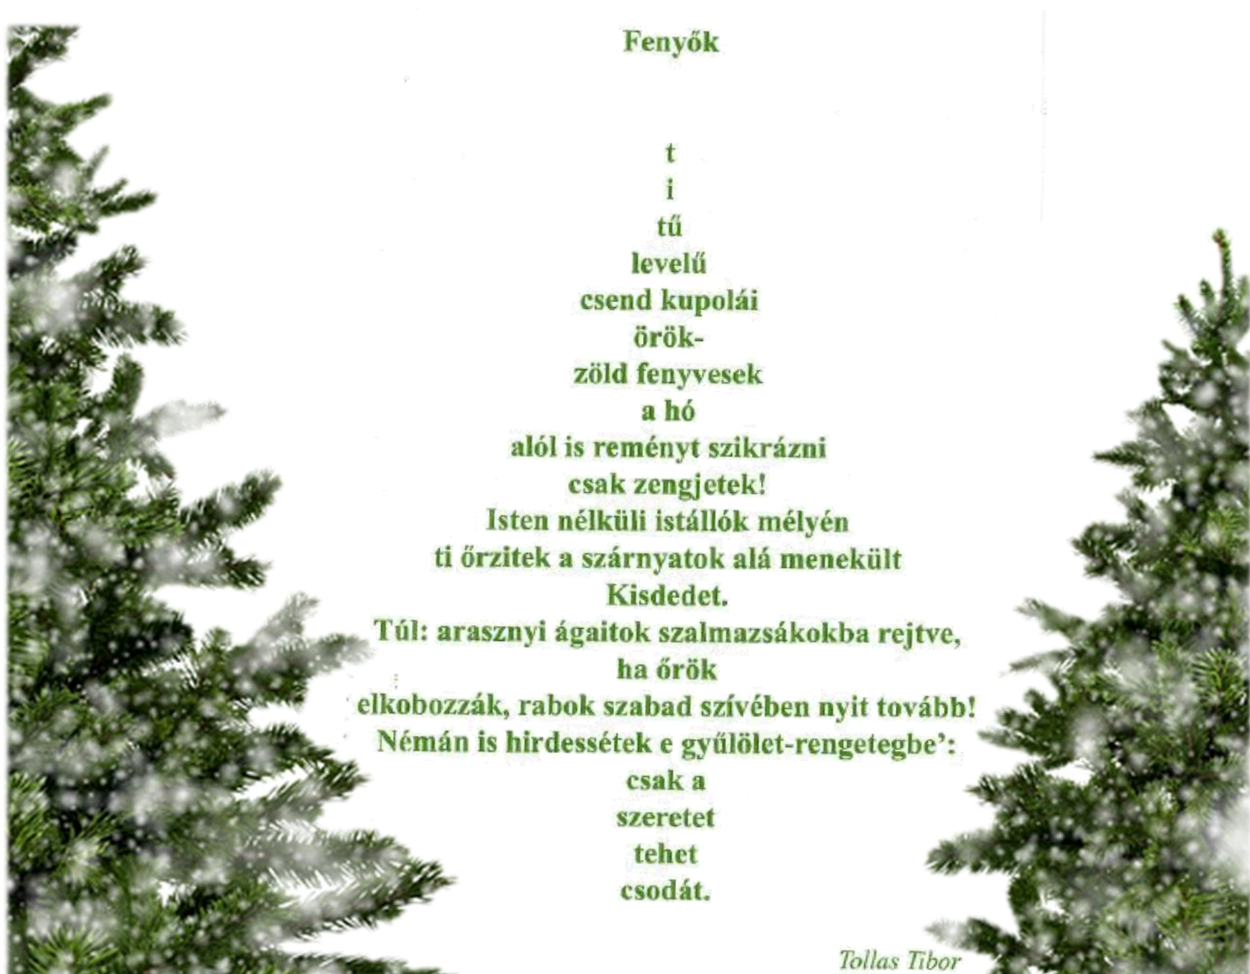 Fenyők
t
i
tű
levelű
csend kupolái
örök-
zöld fenyvesek
a hó
alól is reményt szikrázni
csak zengjetek!
Isten nélküli istállók mélyén
ti őrzitek a szárnyatok alá menekült
Kisdedet.
Túl: arasznyi ágaitok szalmazsákokba rejtve,
ha őrök
elkobozzák, rabok szabad szívében nyit tovább!
Némán is hirdessétek e gyűlölet-rengetegbe’:
csak a
szeretet
tehet
csodát.
Tollas Tibor